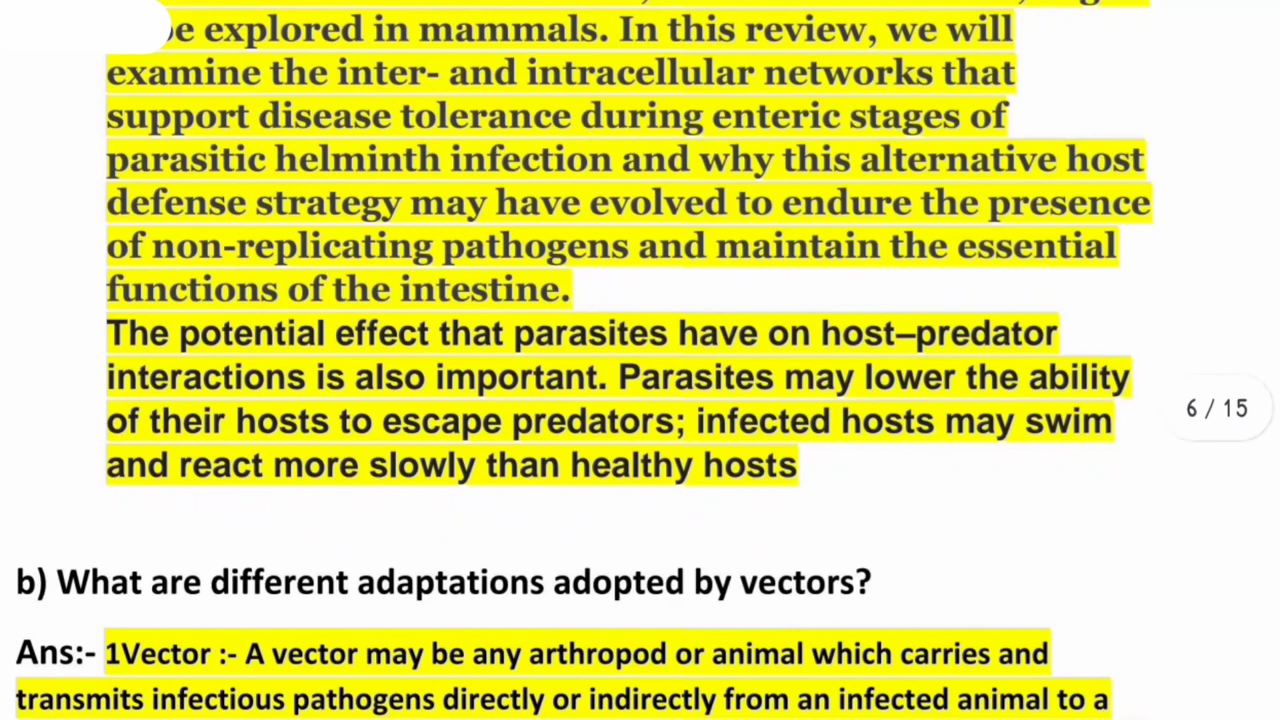 be explored in mammals. In this review, we will
examine the inter- and intracellular networks that
support disease tolerance during enteric stages of
parasitic helminth infection and why this alternative host
defense strategy may have evolved to endure the presence
of non-replicating pathogens and maintain the essential
functions of the intestine.
The potential effect that parasites have on host–predator
interactions is also important. Parasites may lower the ability
of their hosts to escape predators; infected hosts may swim
and react more slowly than healthy hosts
6 / 15
b) What are different adaptations adopted by vectors?
Ans:- 1Vector :- A vector may be any arthropod or animal which carries and
transmits infectious pathogens directly or indirectly from an infected animal to a